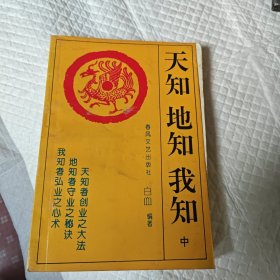 天知 地知 我知
中
春风文艺出版社
白血 编著
天知者创业之大法
地知者守业之秘诀
我知者弘业之心术